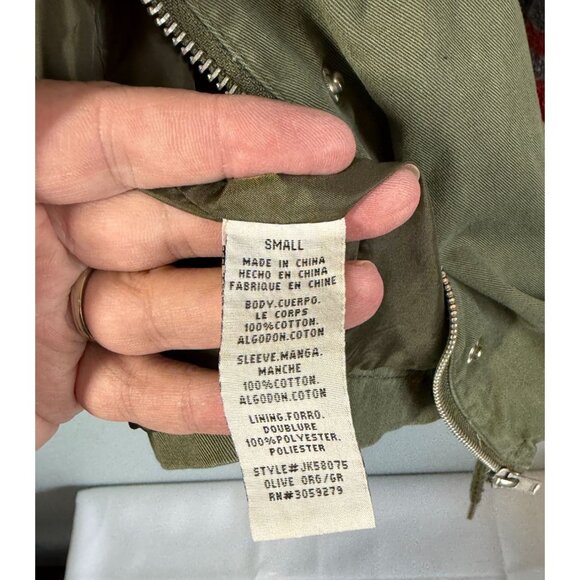 SMALL
MADE IN CHINA
HECHO EN CHINA
FABRIQUE EN CHINE
BODY.CUERPO.
LE CORPS
100%COTTON.
ALGODON.COTON
SLEEVE.MANGA.
MANCHE
100%COTTON.
ALGODON.COTON
LINING.FORRO.
DOUBLURE
100%POLYESTER.
POLIESTER
STYLE#JK58075
OLIVE ORG/GR
RN#3059279